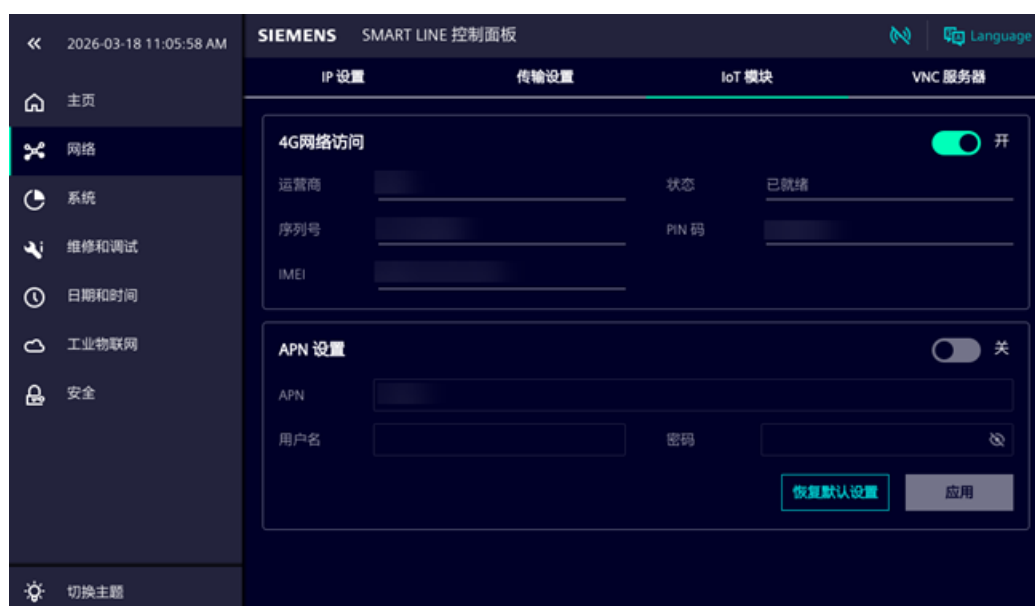 2026-03-18 11:05:58 AM
SIEMENS SMART LINE 控制面板
Language
主页
网络
系统
维修和调试
日期和时间
工业物联网
安全
切换主题
IP 设置 传输设置 IoT 模块 VNC 服务器
4G网络访问 开
运营商 状态 已就绪
序列号 PIN 码
IMEI
APN 设置 关
APN
用户名 密码
恢复默认设置 应用